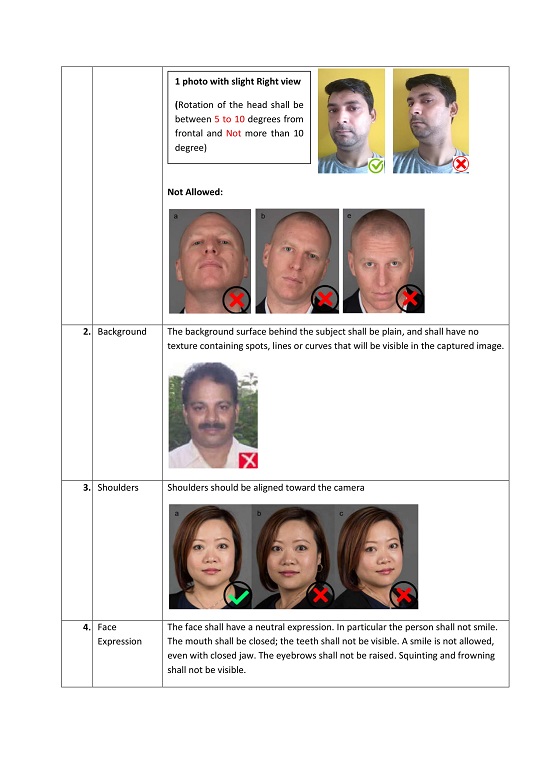 1 photo with slight Right view
(Rotation of the head shall be
between 5 to 10 degrees from
frontal and Not more than 10
degree)
Not Allowed:
a
b
e
2. Background
The background surface behind the subject shall be plain, and shall have no
texture containing spots, lines or curves that will be visible in the captured image.
3. Shoulders
Shoulders should be aligned toward the camera
a
b
c
4. Face
Expression
The face shall have a neutral expression. In particular the person shall not smile.
The mouth shall be closed; the teeth shall not be visible. A smile is not allowed,
even with closed jaw. The eyebrows shall not be raised. Squinting and frowning
shall not be visible.